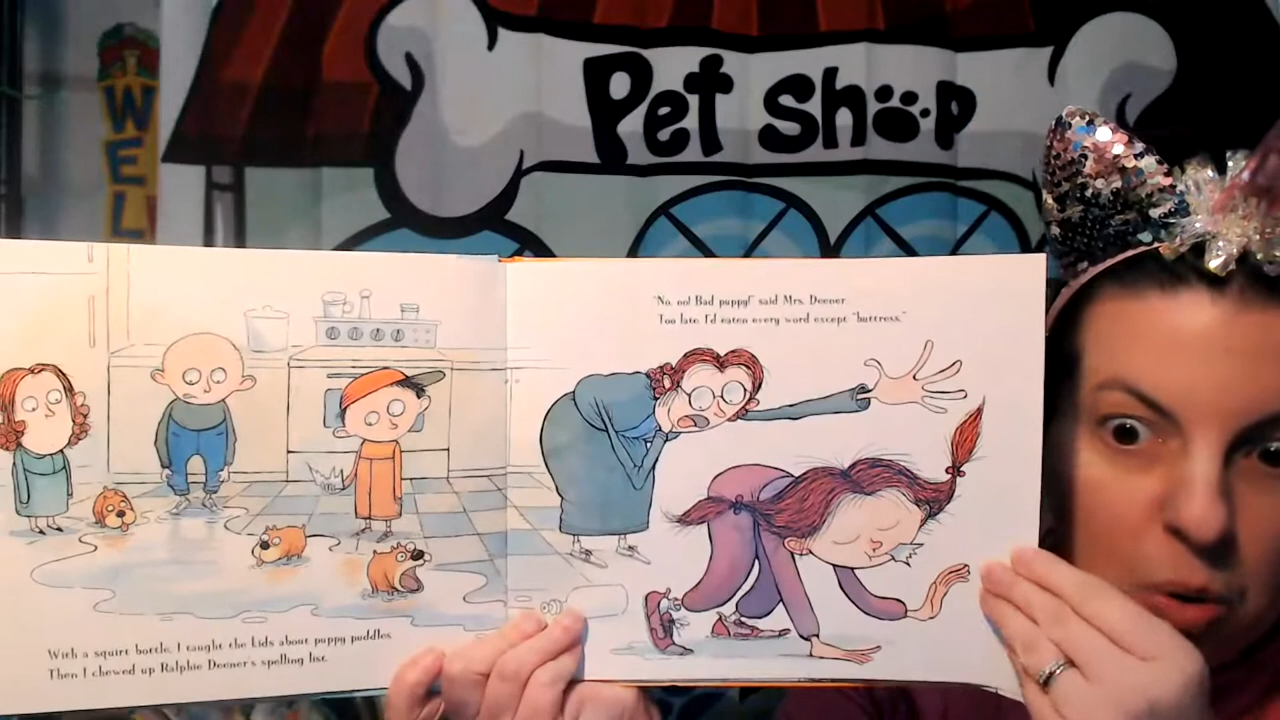 WEL
Pet Shop
With a squirt bottle, I taught the kids about puppy puddles.
Then I chewed up Ralphie Deener's spelling list.
"No, no! Bad puppy!" said Mrs. Deener.
Too late. I'd eaten every word except "buttress."